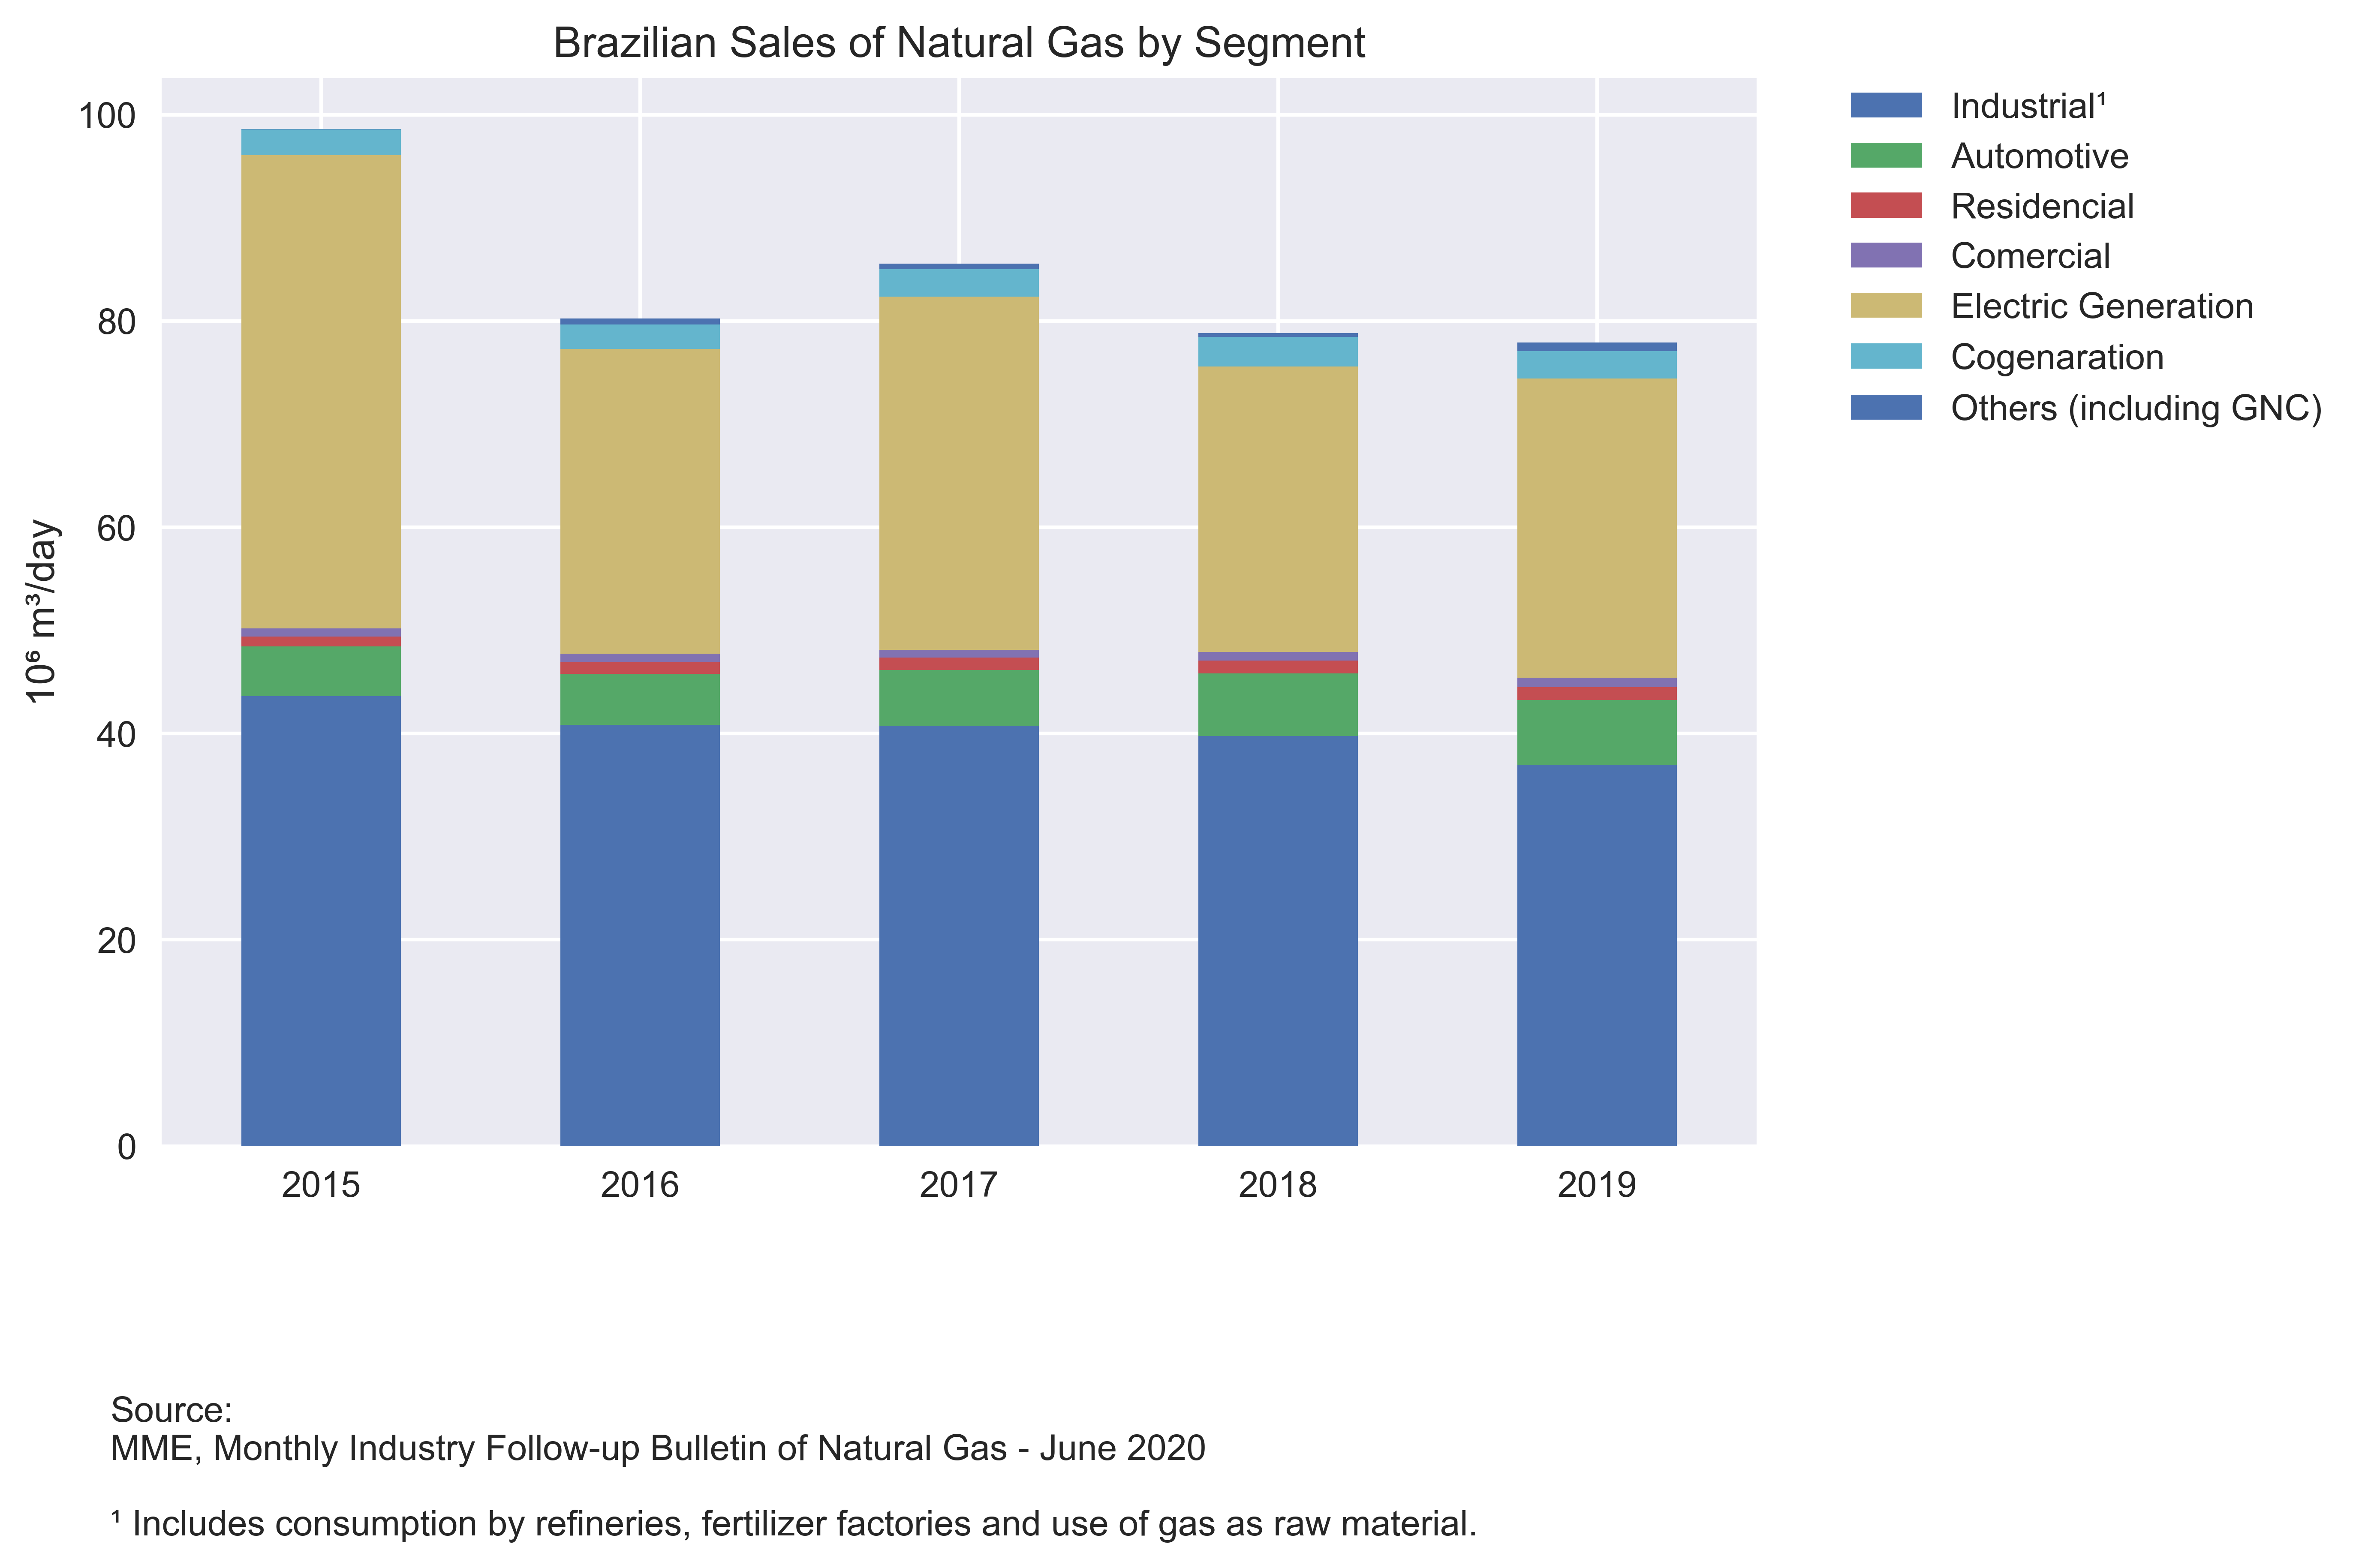 Brazilian Sales of Natural Gas by Segment
100
80
60
40
20
0
10⁶ m³/day
2015
2016
2017
2018
2019
Industrial¹
Automotive
Residencial
Comercial
Electric Generation
Cogenaration
Others (including GNC)
Source:
MME, Monthly Industry Follow-up Bulletin of Natural Gas - June 2020
¹ Includes consumption by refineries, fertilizer factories and use of gas as raw material.